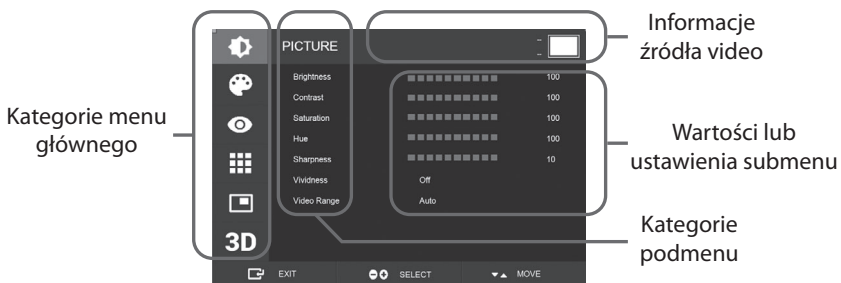 Informacje
źródła video
PICTURE
Brightness 100
Contrast 100
Saturation 100
Hue 100
Sharpness 10
Vividness Off
Video Range Auto
3D
EXIT SELECT MOVE
Kategorie menu
głównego
Wartości lub
ustawienia submenu
Kategorie
podmenu